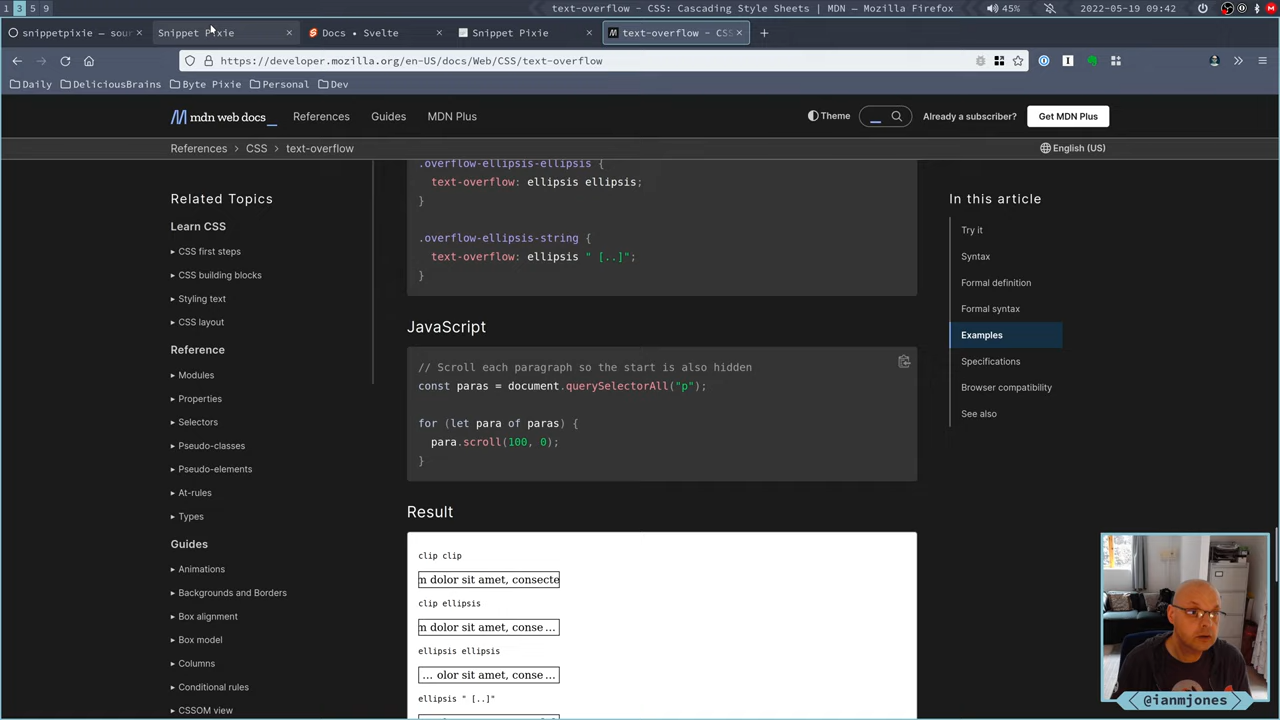 1 3 5 9
text-overflow - CSS: Cascading Style Sheets | MDN — Mozilla Firefox
45%
2022-05-19 09:42
snippetpixie — sour
Snippet Pixie
Docs • Svelte
Snippet Pixie
text-overflow - CSS
https://developer.mozilla.org/en-US/docs/Web/CSS/text-overflow
Daily
DeliciousBrains
Byte Pixie
Personal
Dev
mdn web docs_
References
Guides
MDN Plus
Theme
Already a subscriber?
Get MDN Plus
References
CSS
text-overflow
English (US)
Related Topics
Learn CSS
CSS first steps
CSS building blocks
Styling text
CSS layout
Reference
Modules
Properties
Selectors
Pseudo-classes
Pseudo-elements
At-rules
Types
Guides
Animations
Backgrounds and Borders
Box alignment
Box model
Columns
Conditional rules
CSSOM view
.overflow-ellipsis-ellipsis {
text-overflow: ellipsis ellipsis;
}
.overflow-ellipsis-string {
text-overflow: ellipsis " [..]";
}
JavaScript
// Scroll each paragraph so the start is also hidden
const paras = document.querySelectorAll("p");
for (let para of paras) {
para.scroll(100, 0);
}
Result
clip clip
m dolor sit amet, consecte
clip ellipsis
m dolor sit amet, conse…
ellipsis ellipsis
… olor sit amet, conse…
ellipsis " [..]"
In this article
Try it
Syntax
Formal definition
Formal syntax
Examples
Specifications
Browser compatibility
See also
@ianmjones